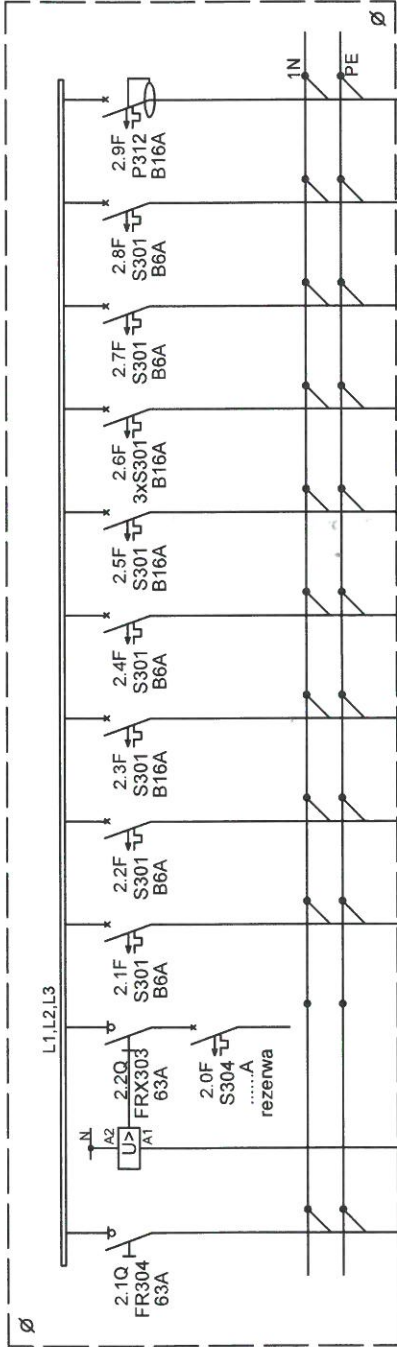 L1,L2,L3
2.1Q
FR304
63A
N
A2
U>
A1
2.2Q
FRX303
63A
2.0F
S304
.......A
rezerwa
2.1F
S301
B6A
2.2F
S301
B6A
2.3F
S301
B16A
2.4F
S301
B6A
2.5F
S301
B16A
2.6F
3xS301
B16A
2.7F
S301
B6A
2.8F
S301
B6A
2.9F
P312
B16A
1N
PE
Ø
Ø